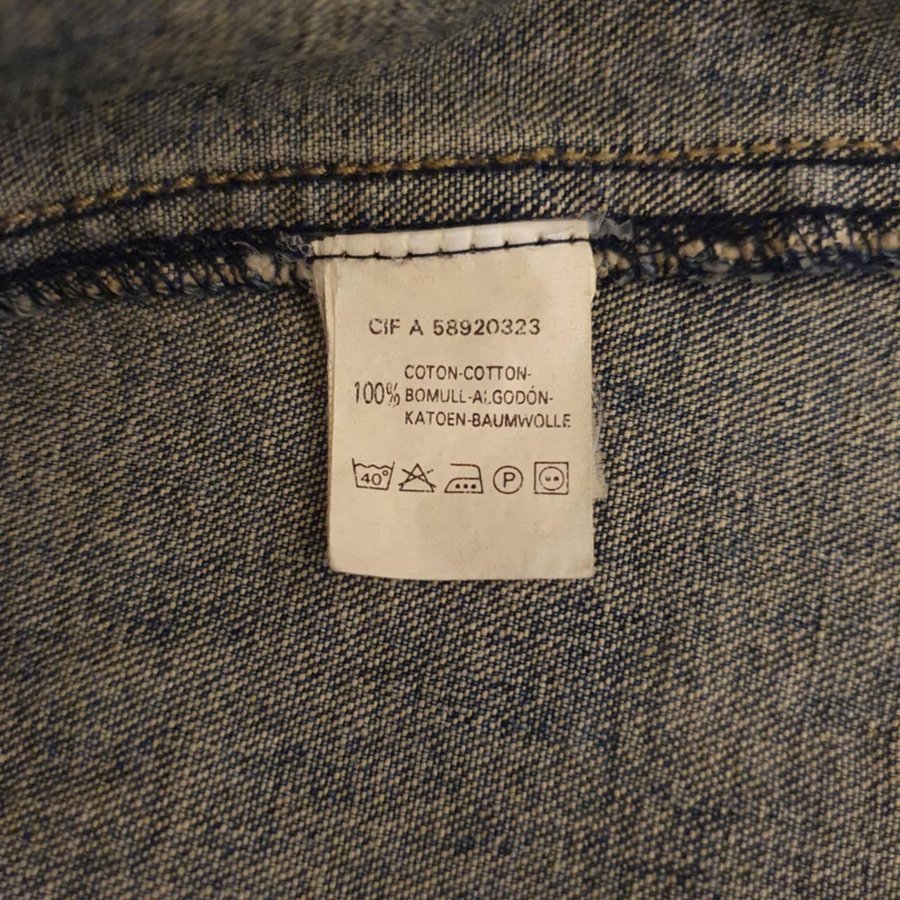 CIF A 58920323
COTON-COTTON-
100% BOMULL-ALGODÓN-
KATOEN-BAUMWOLLE
40° P